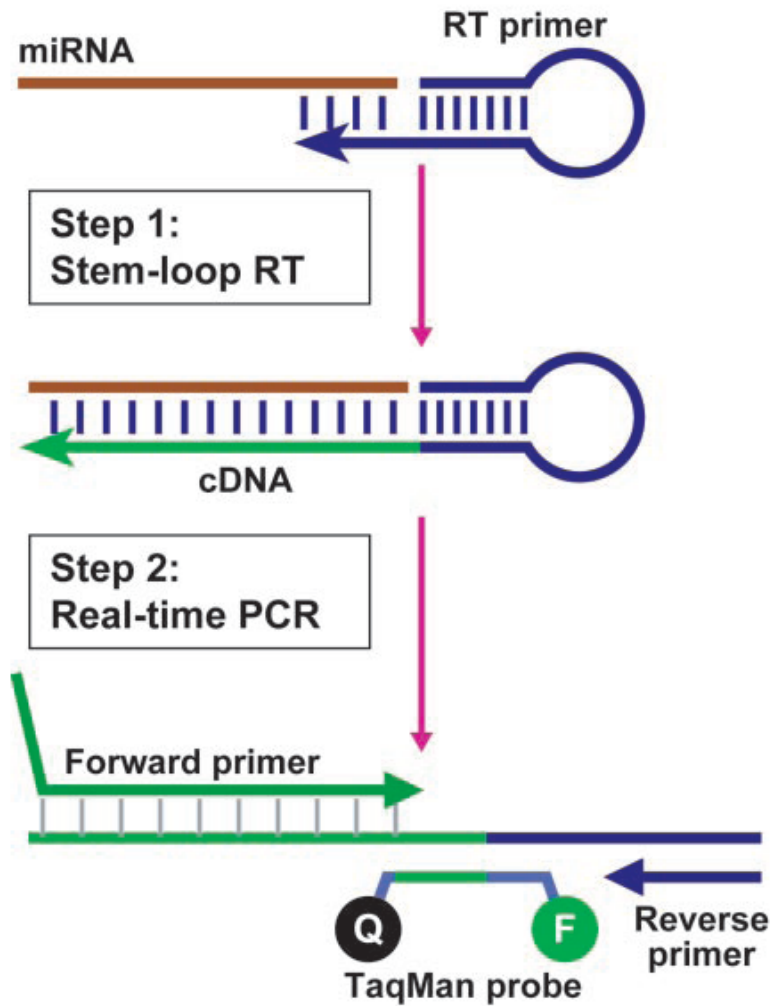 RT primer
miRNA
Step 1:
Stem-loop RT
cDNA
Step 2:
Real-time PCR
Forward primer
Q
F
Reverse
primer
TaqMan probe